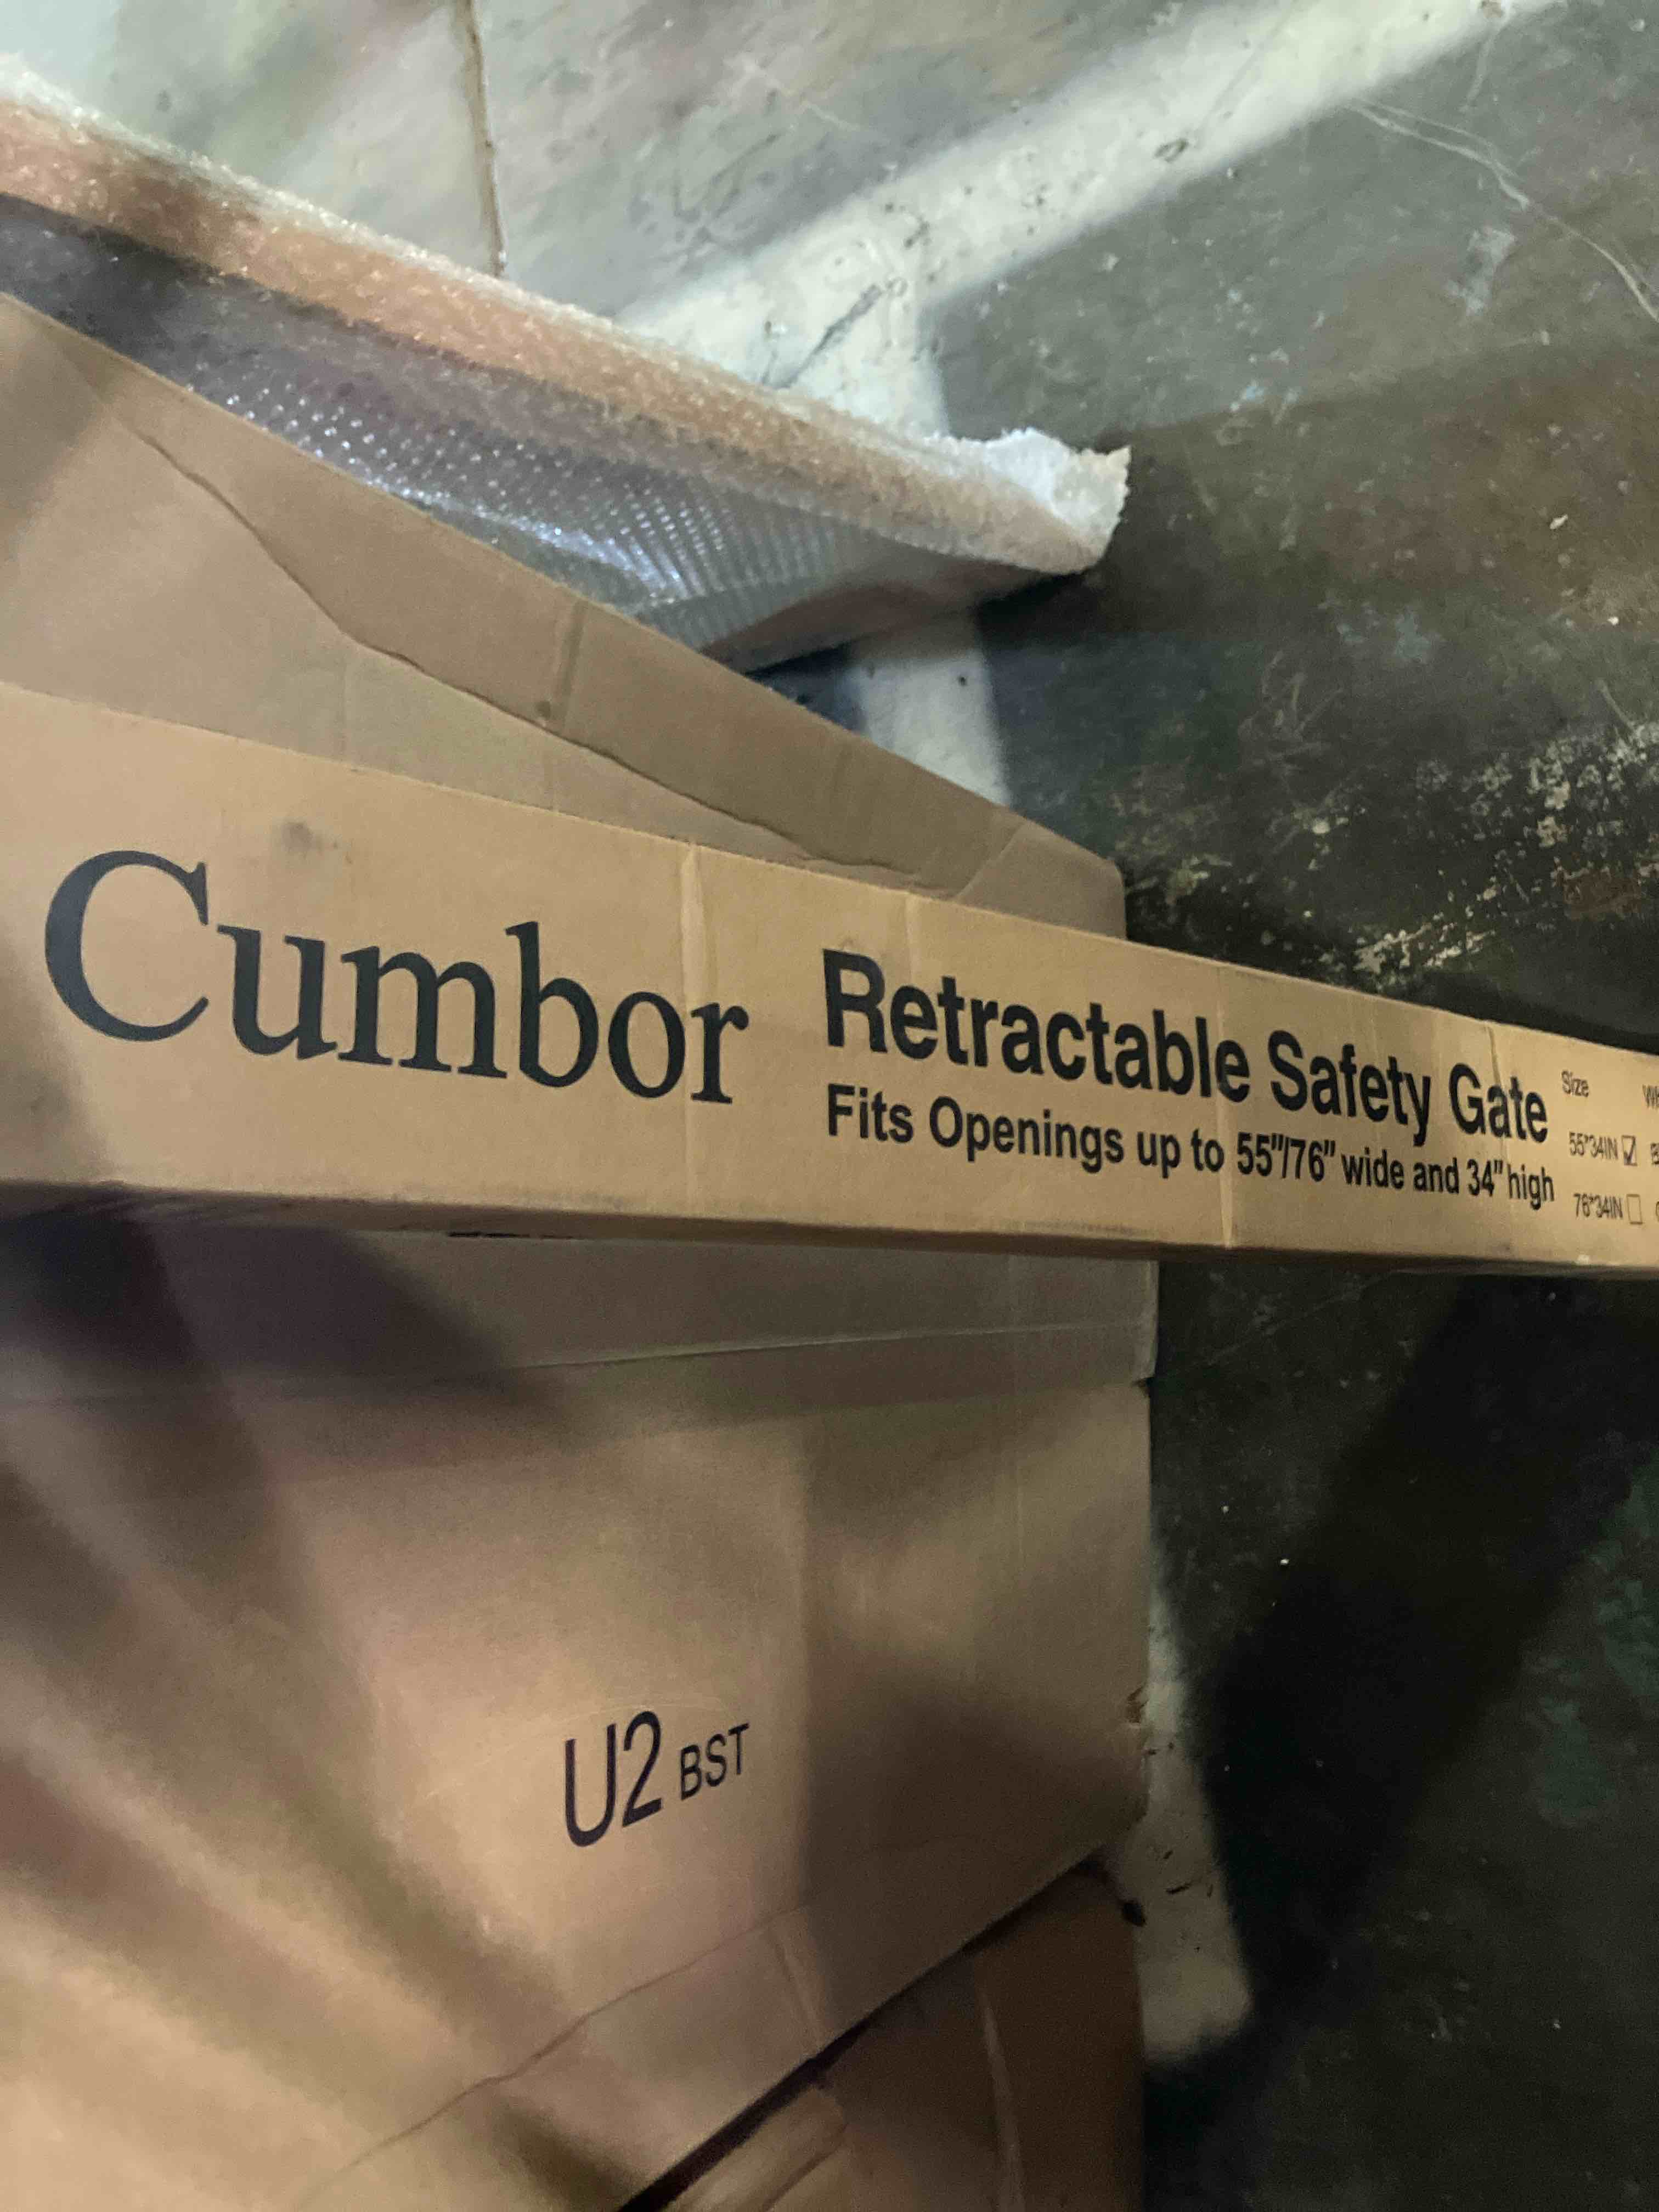 Cumbor
Retractable Safety Gate
Fits Openings up to 55"/76" wide and 34" high
Size
55*34IN
76*34IN
U2 BST